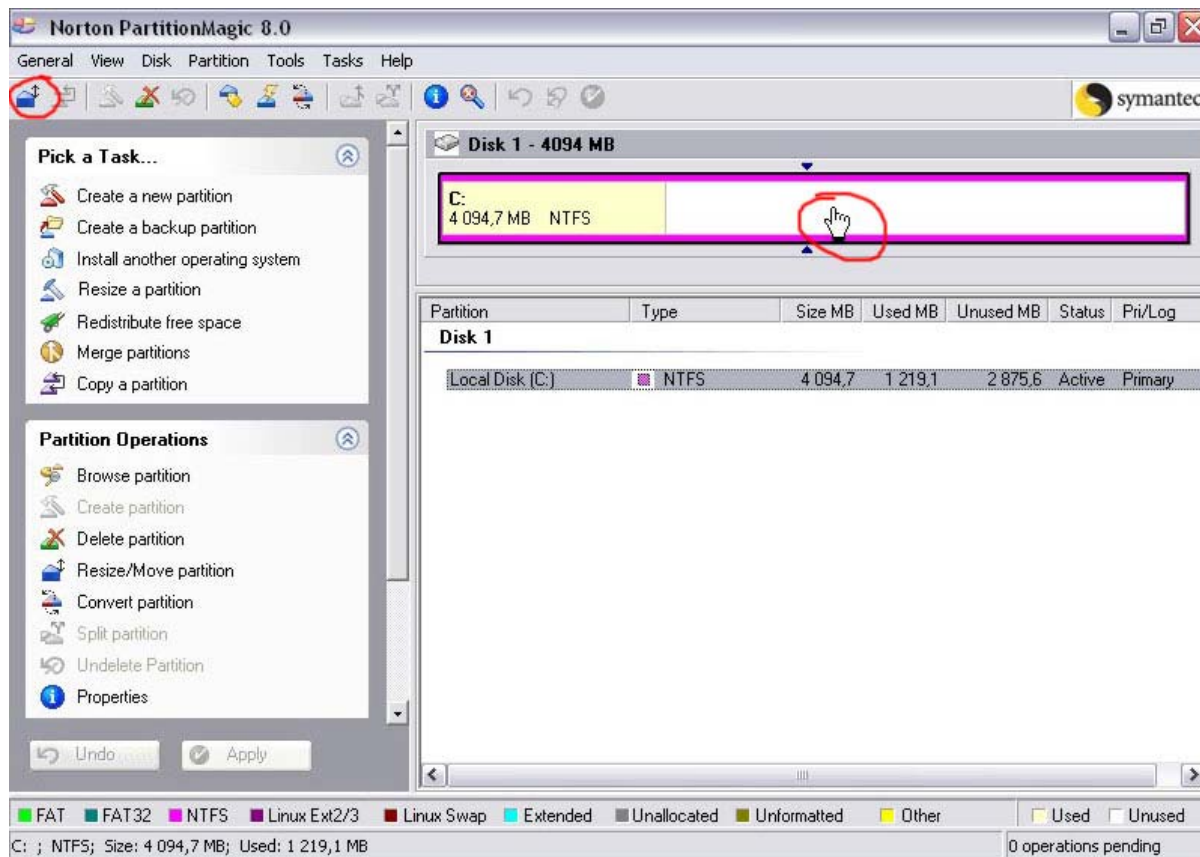 Norton PartitionMagic 8.0
General View Disk Partition Tools Tasks Help
symantec
Pick a Task...
Create a new partition
Create a backup partition
Install another operating system
Resize a partition
Redistribute free space
Merge partitions
Copy a partition
Partition Operations
Browse partition
Create partition
Delete partition
Resize/Move partition
Convert partition
Split partition
Undelete Partition
Properties
Undo Apply
Disk 1 - 4094 MB
C:
4 094,7 MB NTFS
Partition Type Size MB Used MB Unused MB Status Pri/Log
Disk 1
Local Disk (C:) NTFS 4 094,7 1 219,1 2 875,6 Active Primary
FAT FAT32 NTFS Linux Ext2/3 Linux Swap Extended Unallocated Unformatted Other Used Unused
C: ; NTFS; Size: 4 094,7 MB; Used: 1 219,1 MB 0 operations pending